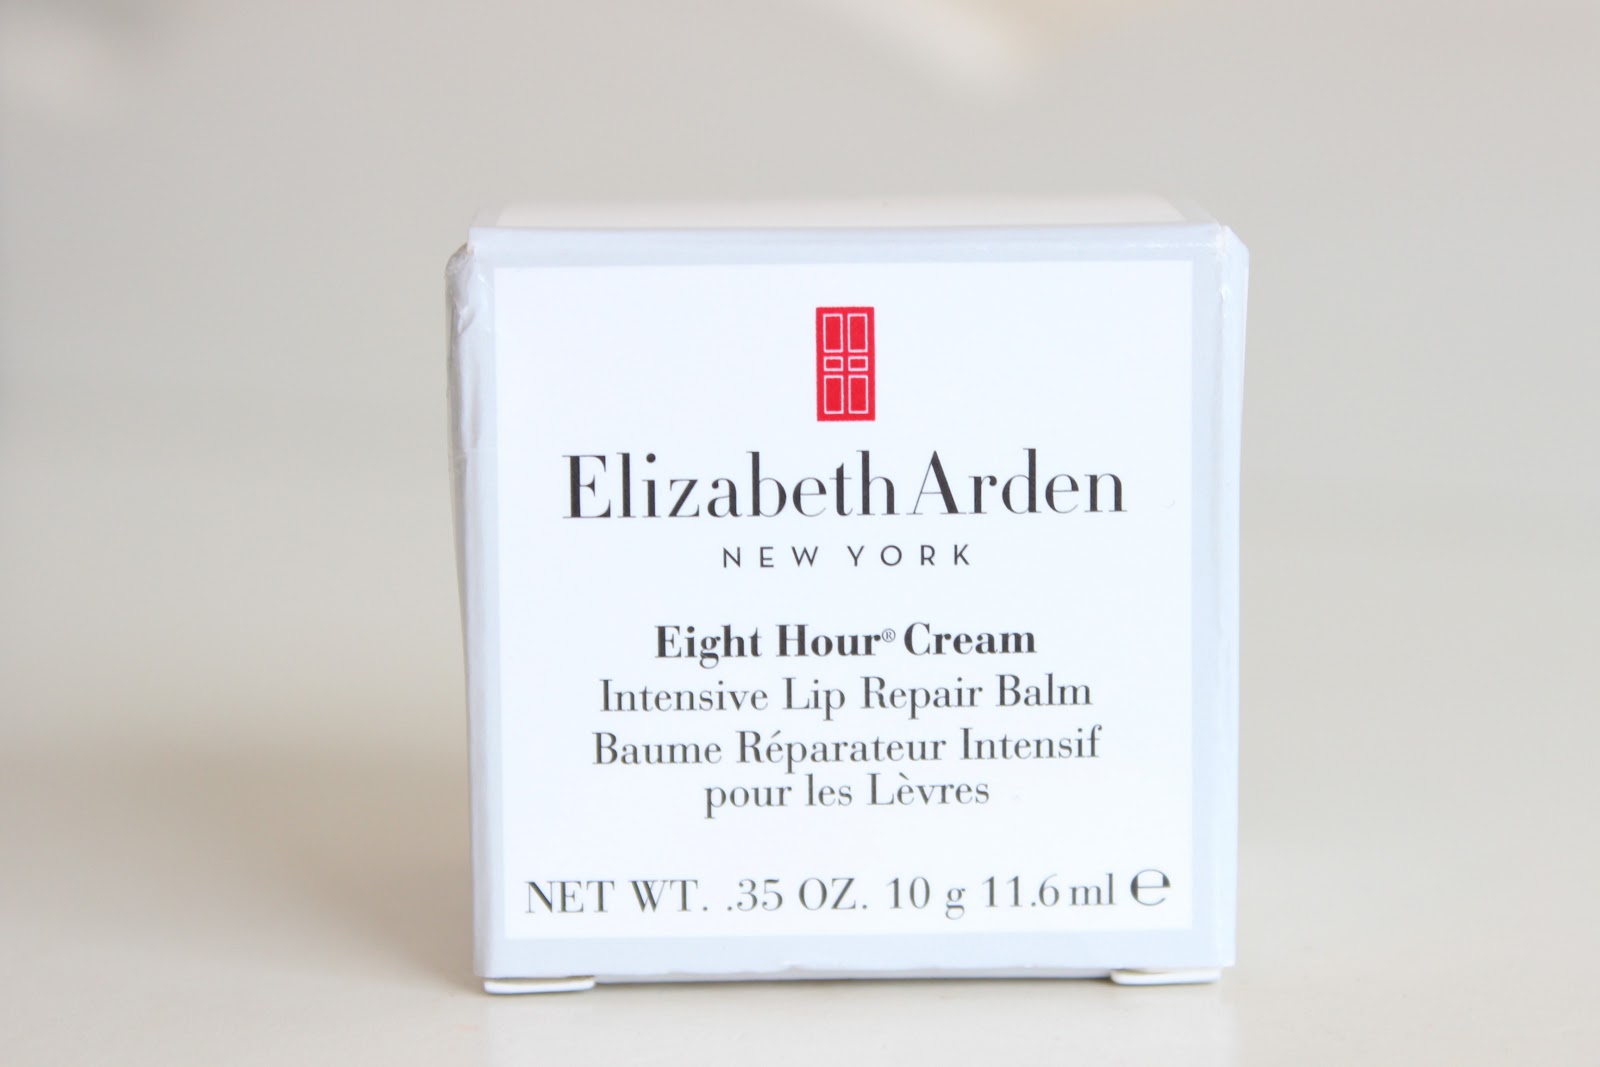 Elizabeth Arden
NEW YORK
Eight Hour® Cream
Intensive Lip Repair Balm
Baume Réparateur Intensif
pour les Lèvres
NET WT. .35 OZ. 10 g 11.6 ml ℮